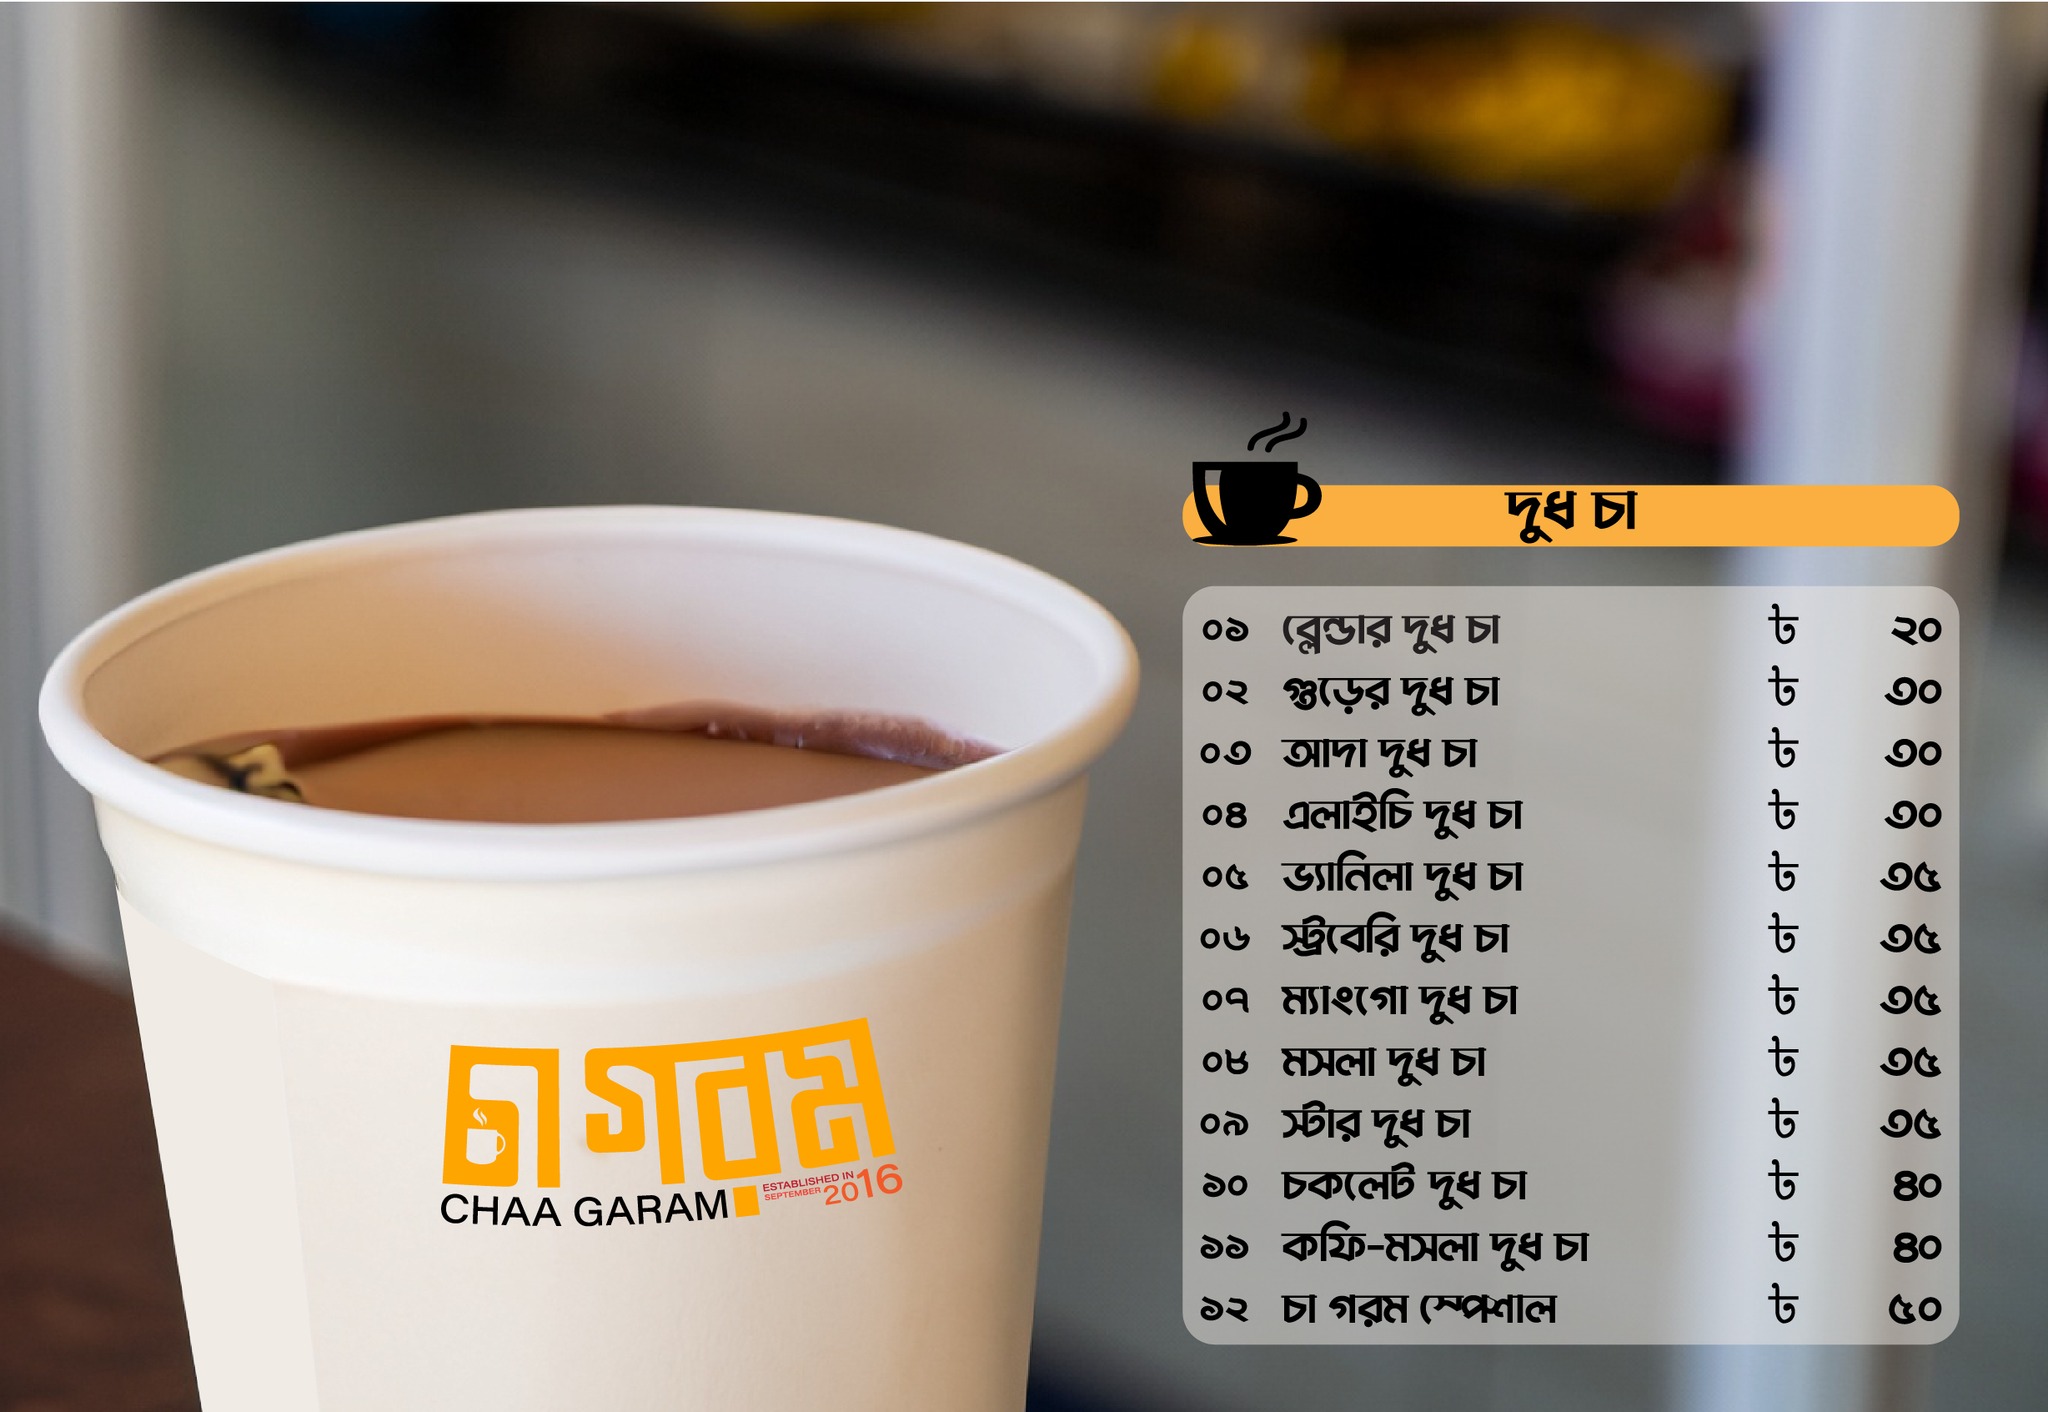 চা গরম
CHAA GARAM
ESTABLISHED IN
SEPTEMBER 2016
দুধ চা
০১ ব্লেন্ডার দুধ চা ৳ ২০
০২ গুড়ের দুধ চা ৳ ৩০
০৩ আদা দুধ চা ৳ ৩০
০৪ এলাইচি দুধ চা ৳ ৩০
০৫ ভ্যানিলা দুধ চা ৳ ৩৫
০৬ স্ট্রবেরি দুধ চা ৳ ৩৫
০৭ ম্যাংগো দুধ চা ৳ ৩৫
০৮ মসলা দুধ চা ৳ ৩৫
০৯ স্টার দুধ চা ৳ ৩৫
১০ চকলেট দুধ চা ৳ ৪০
১১ কফি-মসলা দুধ চা ৳ ৪০
১২ চা গরম স্পেশাল ৳ ৫০